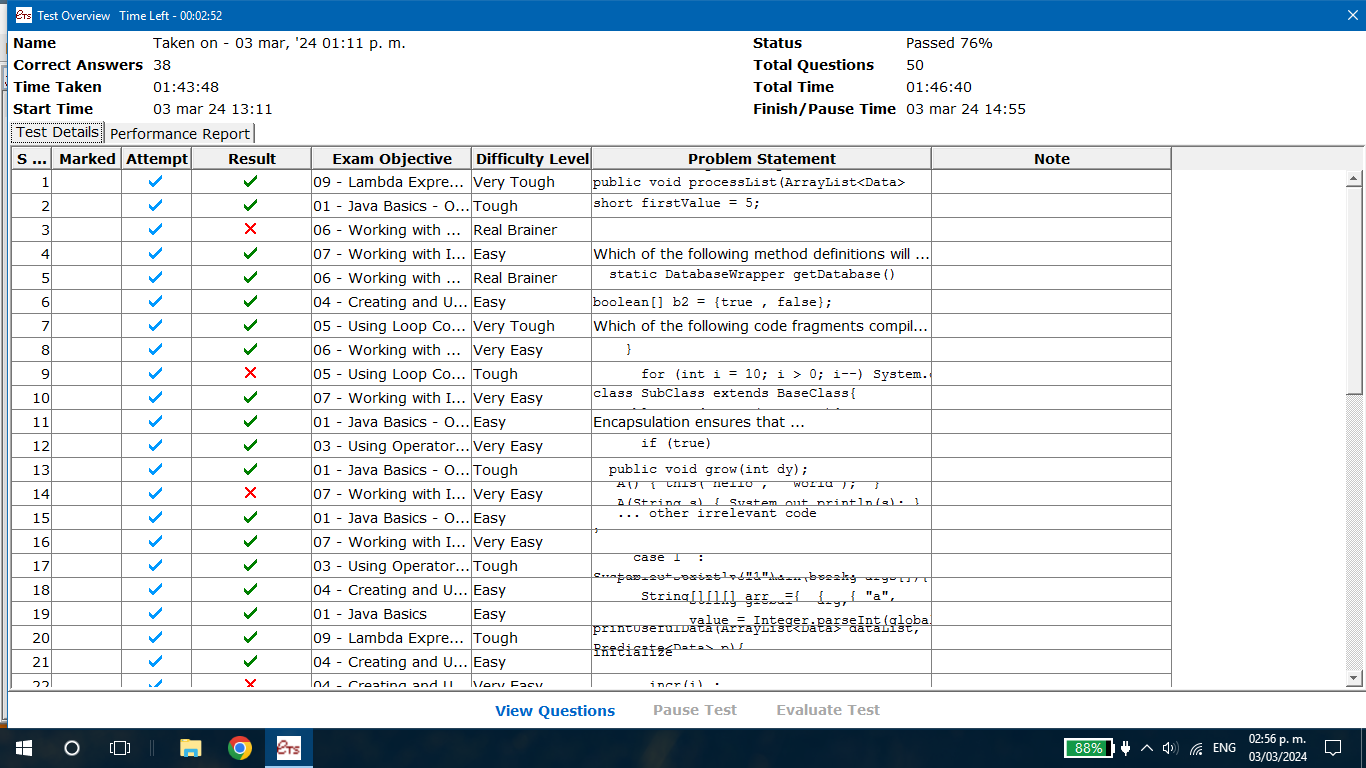 ETS Test Overview Time Left - 00:02:52
Name Taken on - 03 mar, '24 01:11 p. m. Status Passed 76%
Correct Answers 38 Total Questions 50
Time Taken 01:43:48 Total Time 01:46:40
Start Time 03 mar 24 13:11 Finish/Pause Time 03 mar 24 14:55
Test Details Performance Report
S ... Marked Attempt Result Exam Objective Difficulty Level Problem Statement Note
1 09 - Lambda Expre... Very Tough public void processList(ArrayList<Data>
2 01 - Java Basics - O... Tough short firstValue = 5;
3 06 - Working with ... Real Brainer
4 07 - Working with I... Easy Which of the following method definitions will ...
5 06 - Working with ... Real Brainer static DatabaseWrapper getDatabase()
6 04 - Creating and U... Easy boolean[] b2 = {true , false};
7 05 - Using Loop Co... Very Tough Which of the following code fragments compil...
8 06 - Working with ... Very Easy }
9 05 - Using Loop Co... Tough for (int i = 10; i > 0; i--) System.
10 07 - Working with I... Very Easy class SubClass extends BaseClass{
11 01 - Java Basics - O... Easy Encapsulation ensures that ...
12 03 - Using Operator... Very Easy if (true)
13 01 - Java Basics - O... Tough public void grow(int dy);
14 07 - Working with I... Very Easy A() { this("hello", " world"); }
A(String s) { System.out.println(s); }
15 01 - Java Basics - O... Easy ... other irrelevant code
16 07 - Working with I... Very Easy
17 03 - Using Operator... Tough case 1 :
18 04 - Creating and U... Easy String[][][] arr ={ { { "a",
19 01 - Java Basics Easy value = Integer.parseInt(globa
20 09 - Lambda Expre... Tough printUsefulData(ArrayList<Data> dataList,
Predicate<Data> p){
21 04 - Creating and U... Easy initialize
22 04 - Creating and U... Very Easy incr(i) ;
View Questions Pause Test Evaluate Test
ETS 88% ENG 02:56 p. m.
03/03/2024